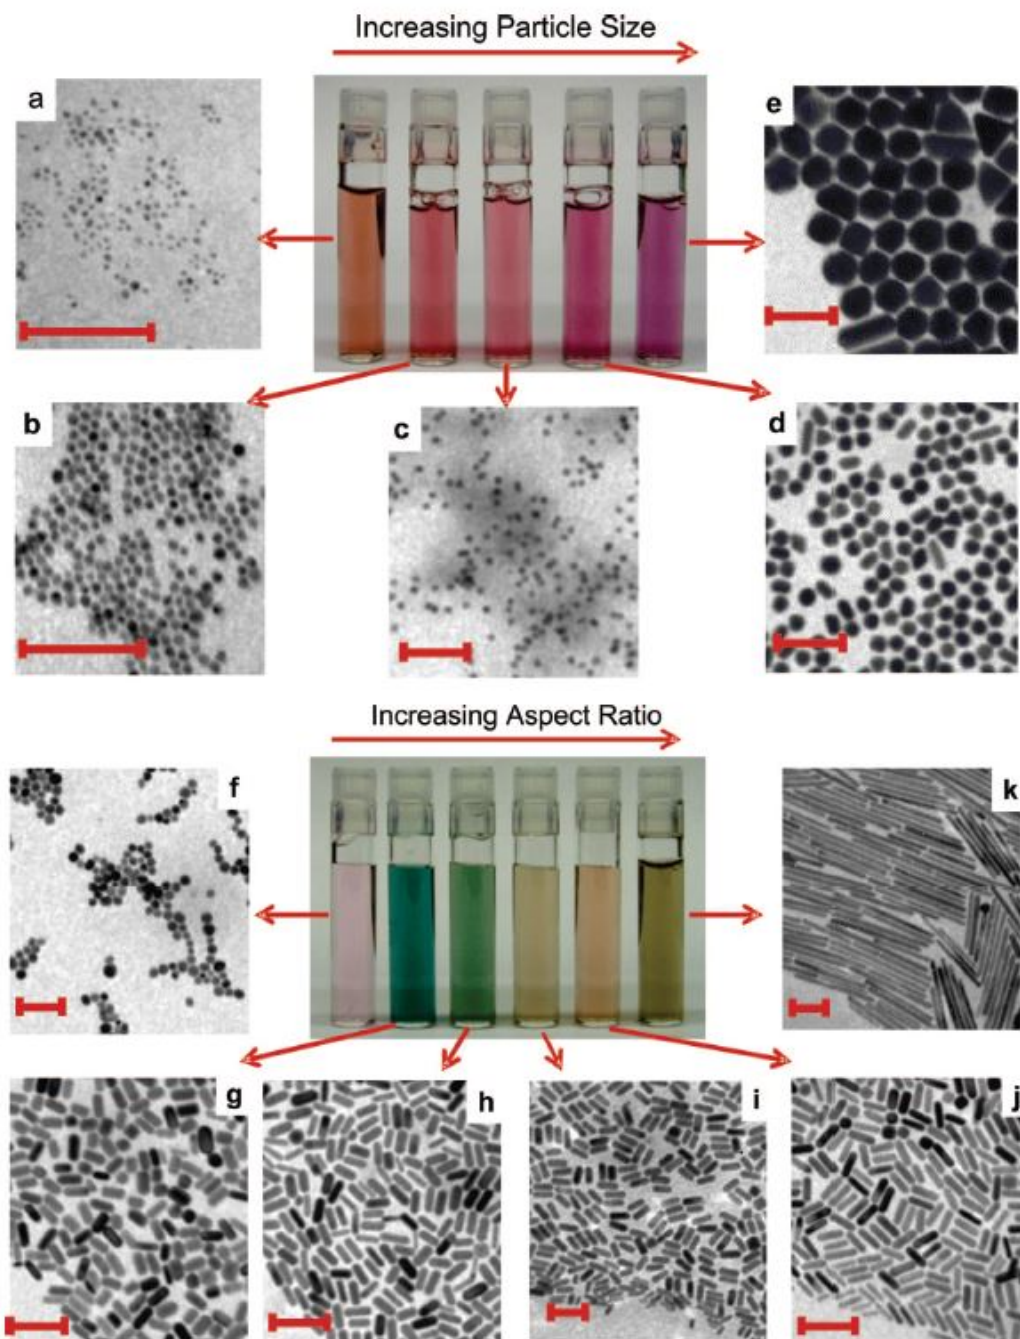 Increasing Particle Size
a
e
b
c
d
Increasing Aspect Ratio
f
k
g
h
i
j